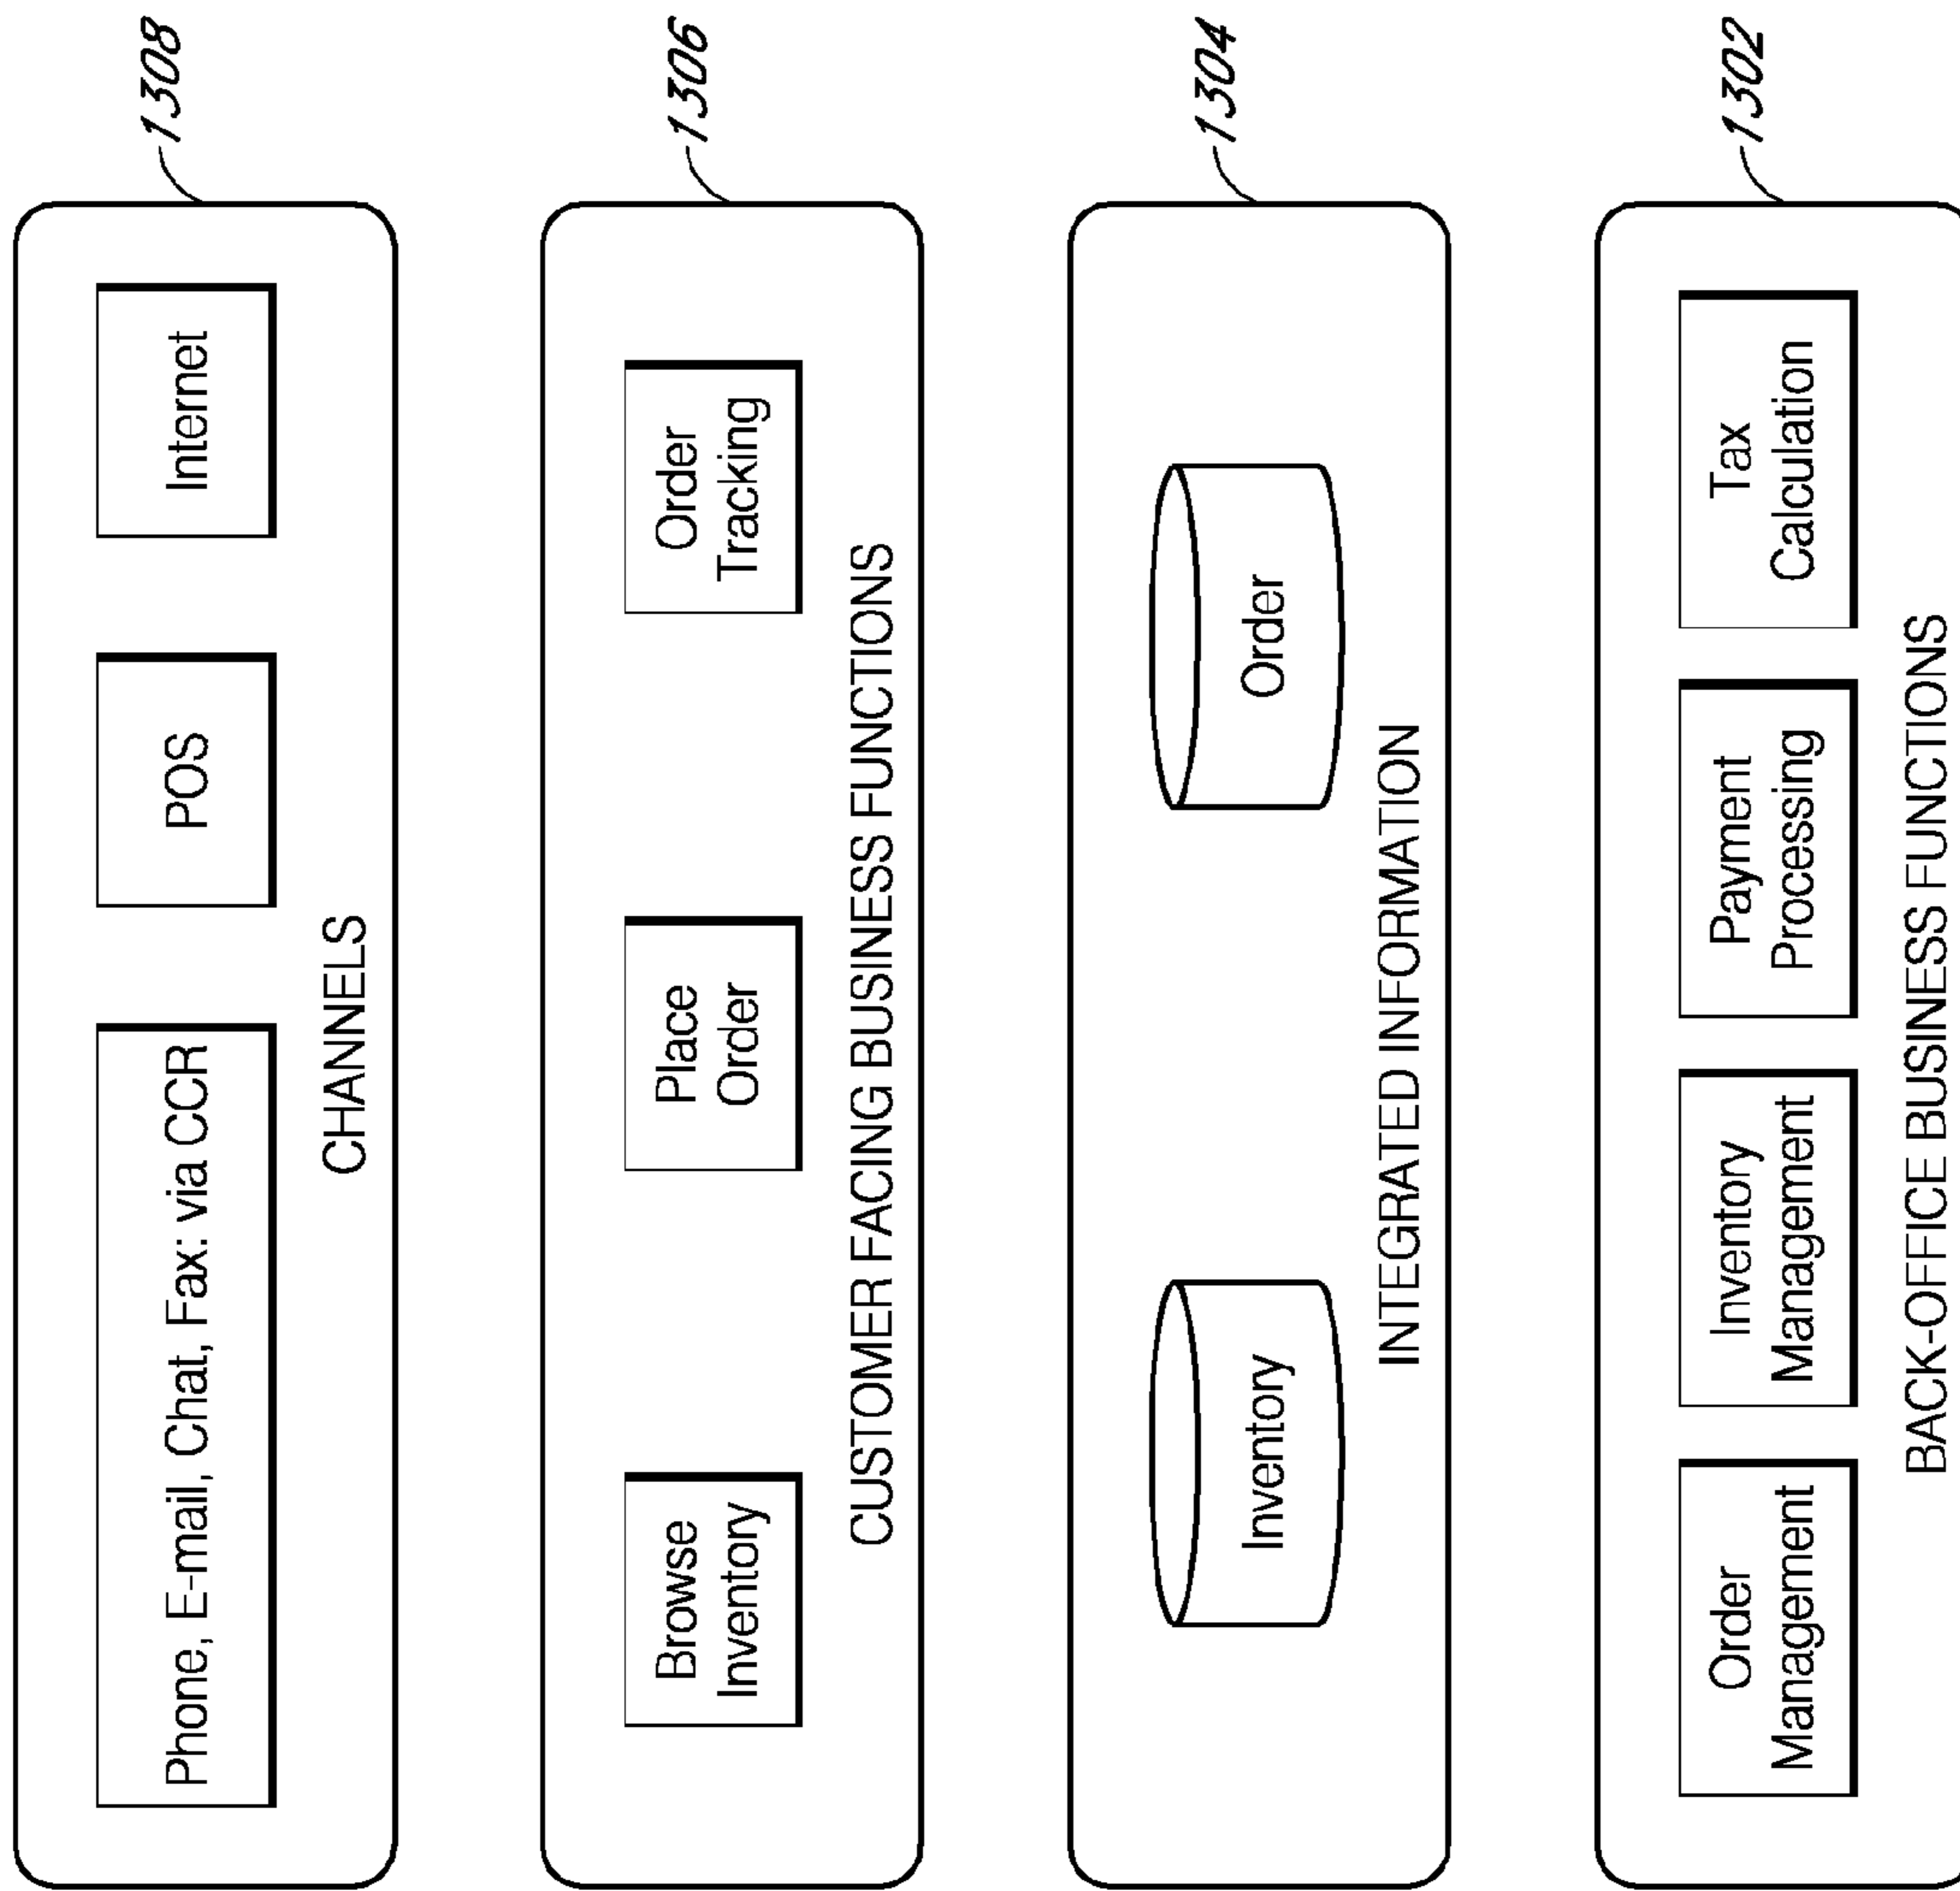 Phone, E-mail, Chat, Fax: via CCR
POS
Internet
CHANNELS
1308
Browse
Inventory
Place
Order
Order
Tracking
CUSTOMER FACING BUSINESS FUNCTIONS
1306
Inventory
Order
INTEGRATED INFORMATION
1304
Order
Management
Inventory
Management
Payment
Processing
Tax
Calculation
BACK-OFFICE BUSINESS FUNCTIONS
1302